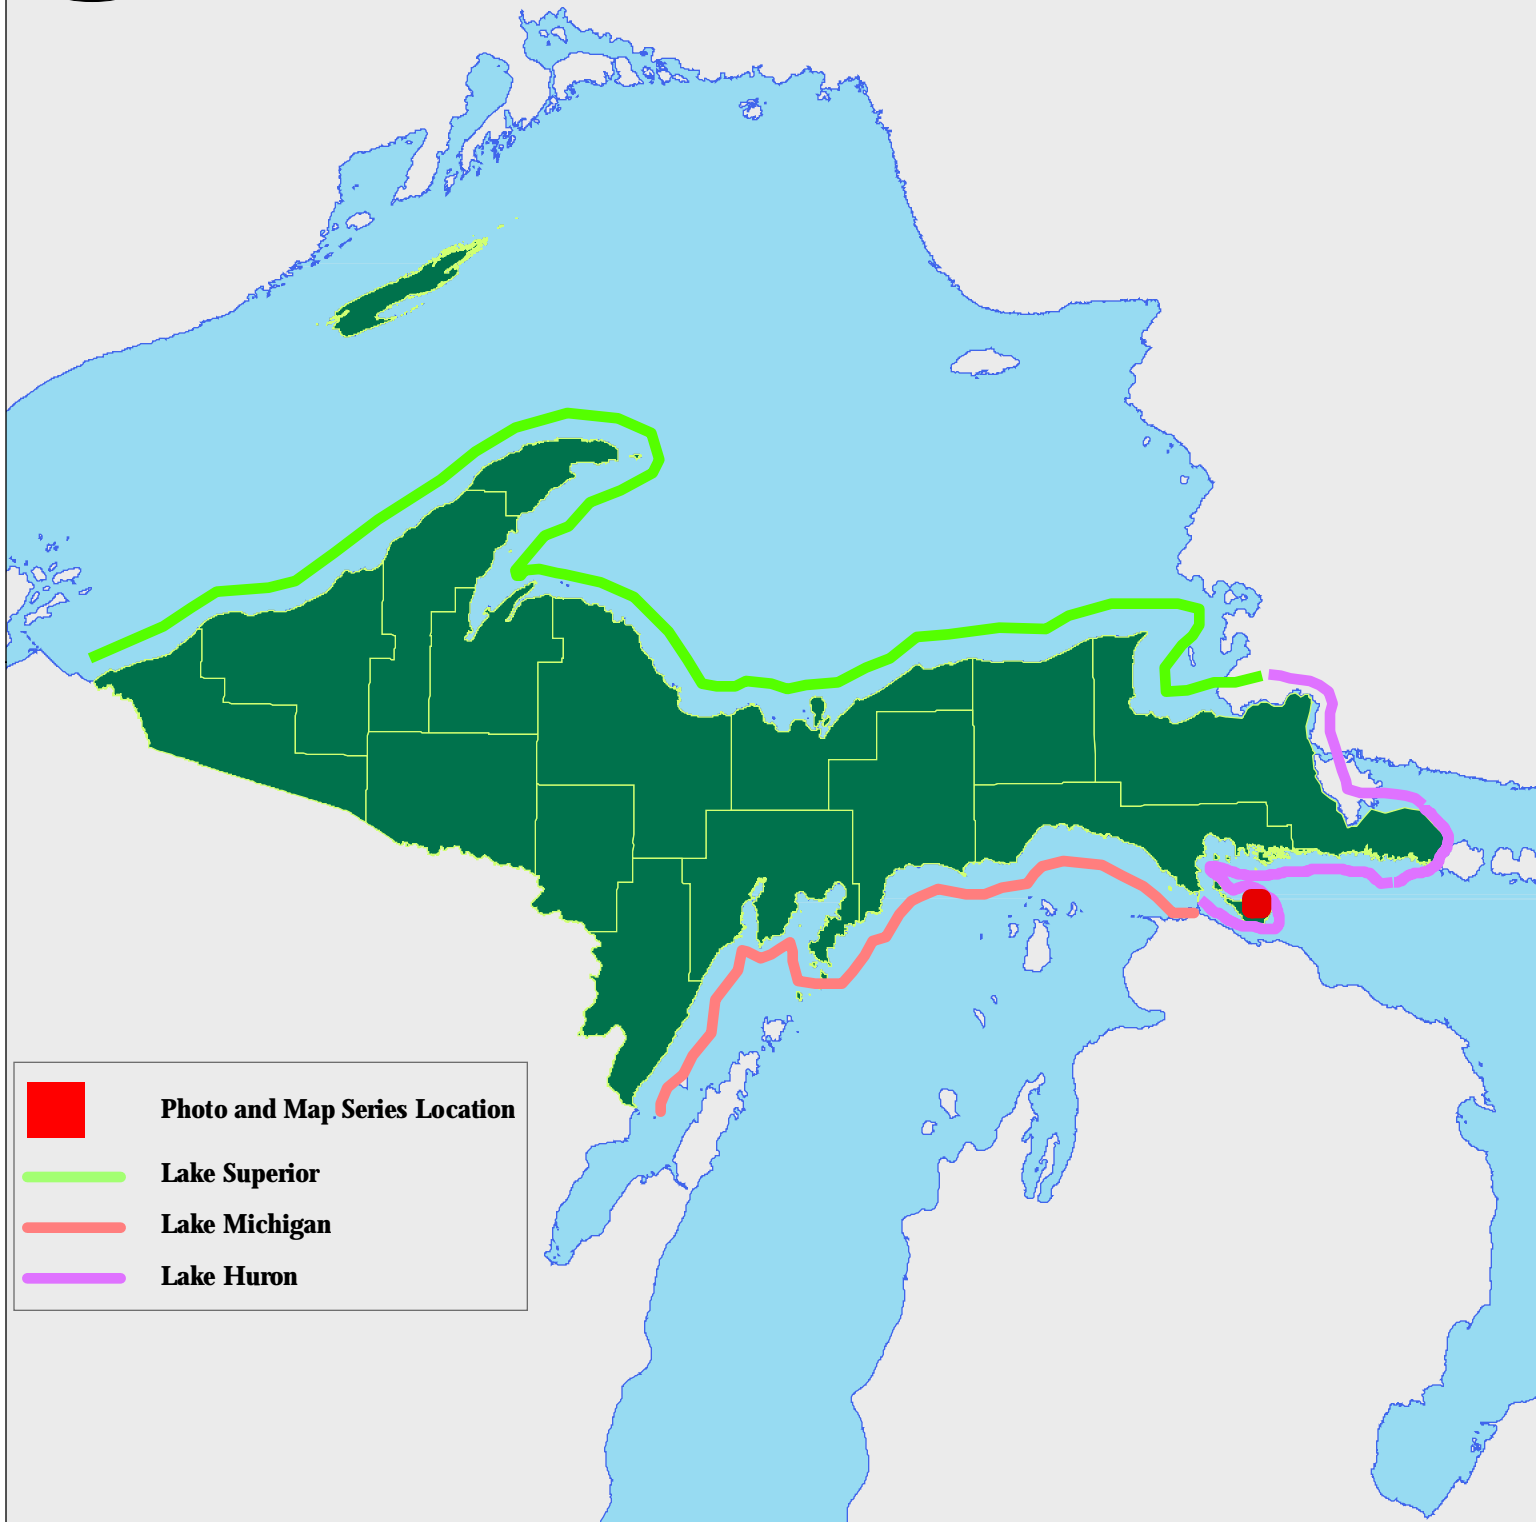 Photo and Map Series Location
Lake Superior
Lake Michigan
Lake Huron